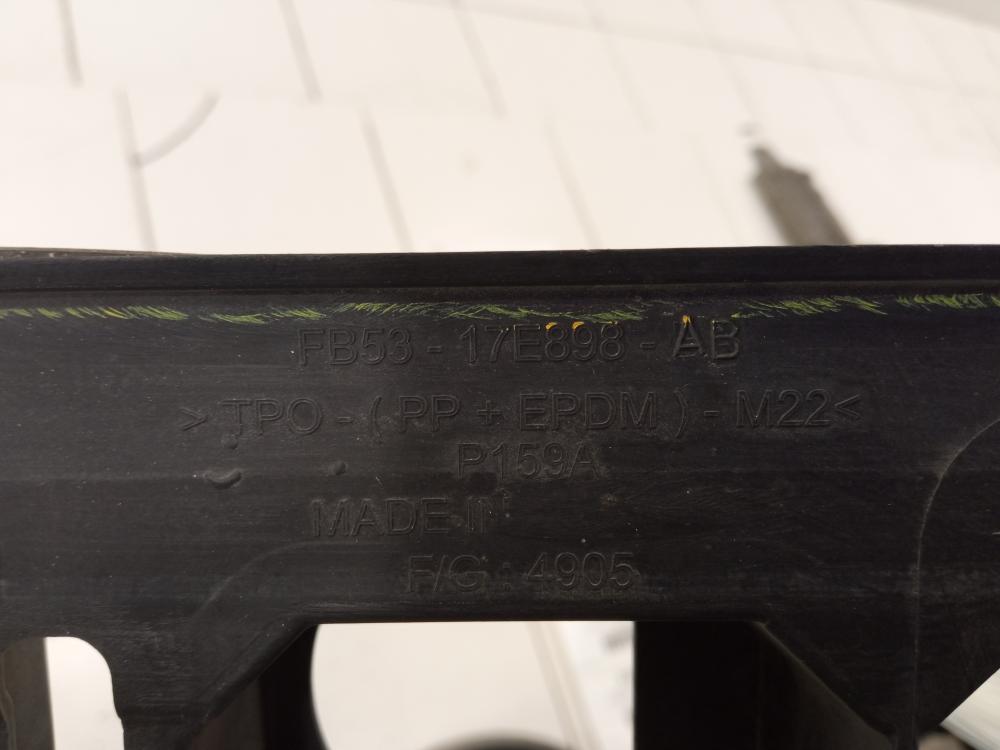 FB53 - 17E898 - AB
>TPO - ( PP + EPDM ) - M22<
P159A
MADE IN
F/G : 4905